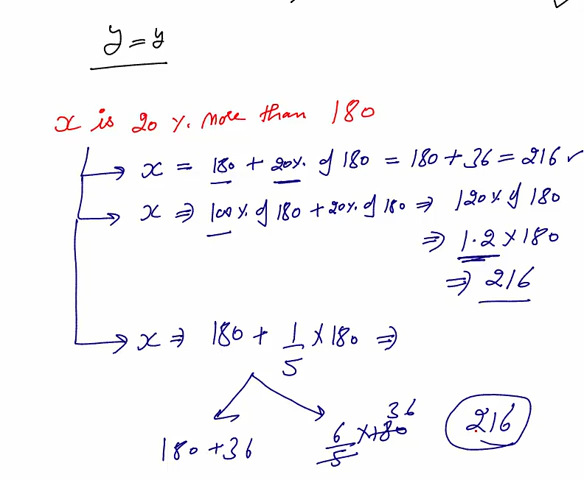 y = y
x is 20 %. more than 180
→ x = 180 + 20%. of 180 = 180 + 36 = 216 ✓
→ x ⇒ 100%. of 180 + 20%. of 180 ⇒ 120% of 180
⇒ 1.2 × 180
⇒ 216
→ x ⇒ 180 + 1/5 × 180 ⇒
36
180 + 36 6/5 × 180 216